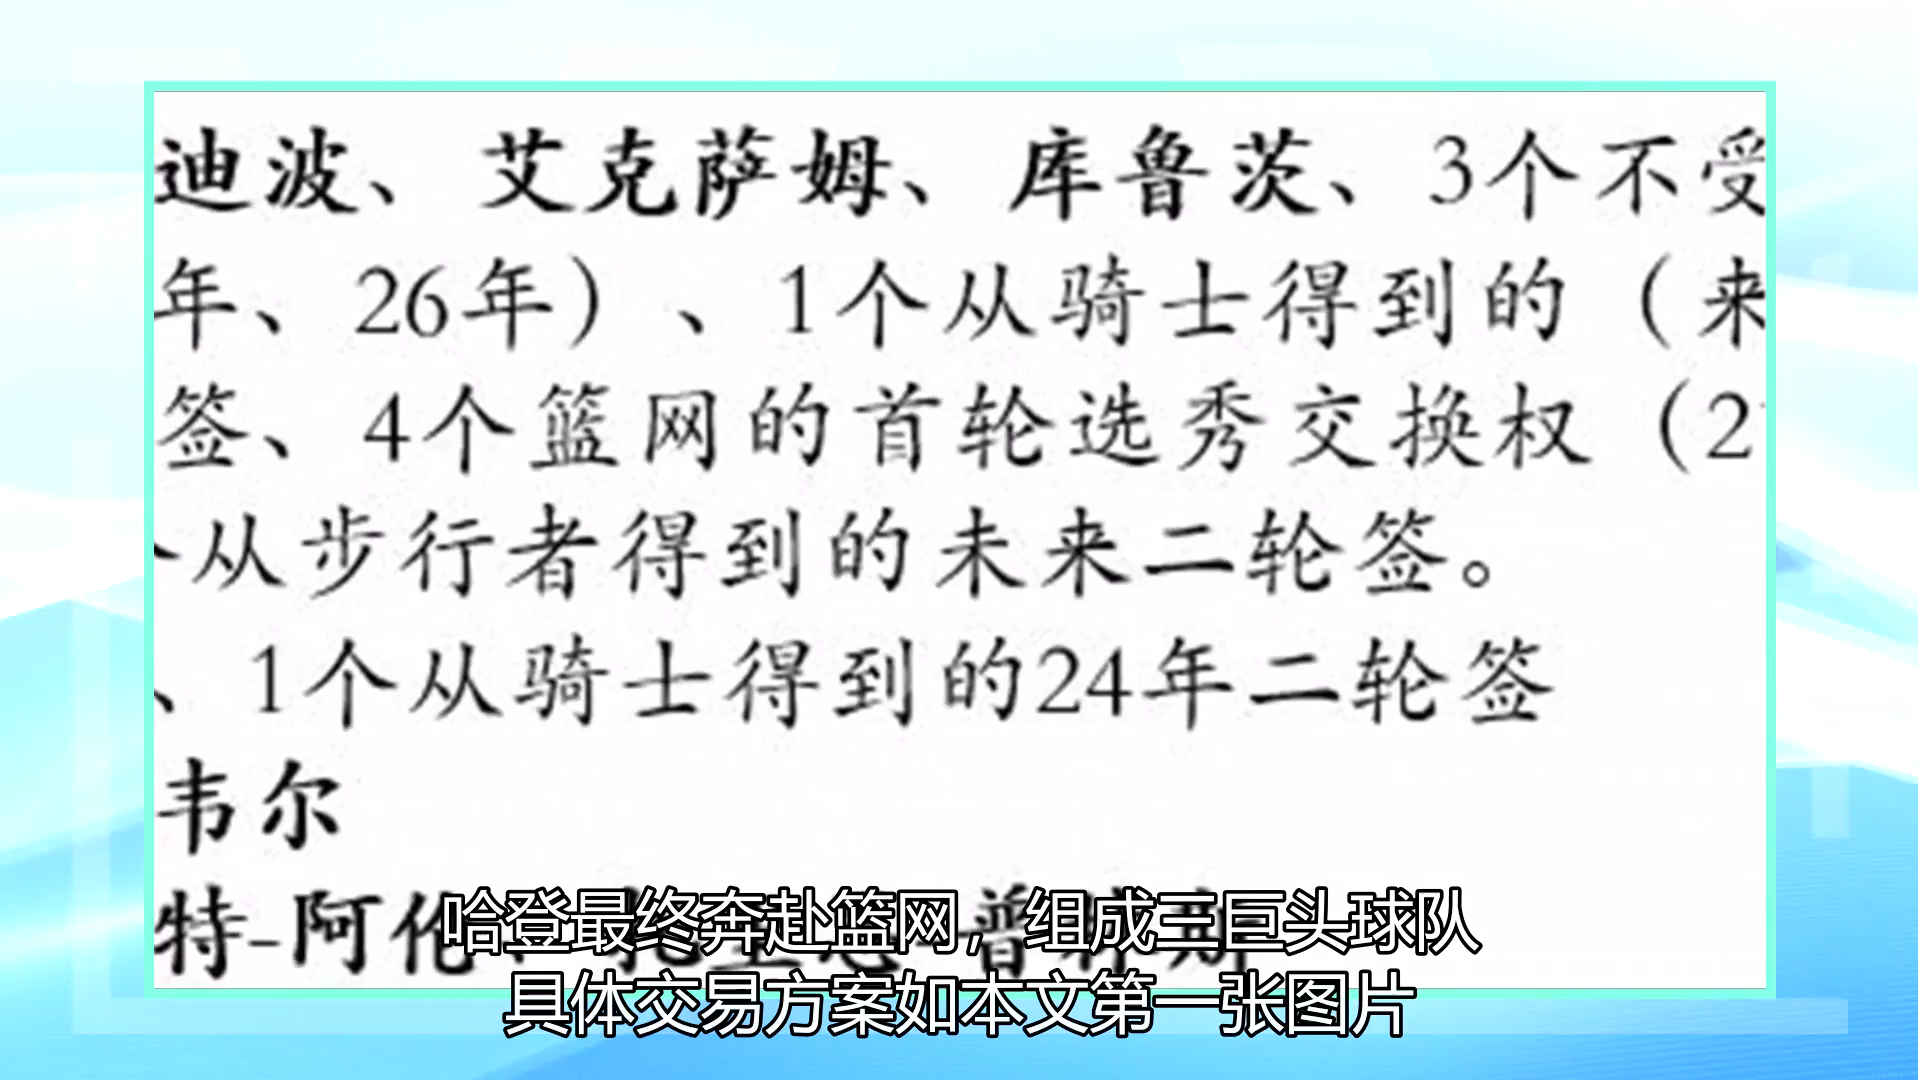 迪波、艾克萨姆、库鲁茨、3个不受
年、26年）、1个从骑士得到的（来
签、4个篮网的首轮选秀交换权（2
从步行者得到的未来二轮签。
、1个从骑士得到的24年二轮签
韦尔
特-阿伦、
哈登最终奔赴篮网，组成三巨头球队
具体交易方案如本文第一张图片